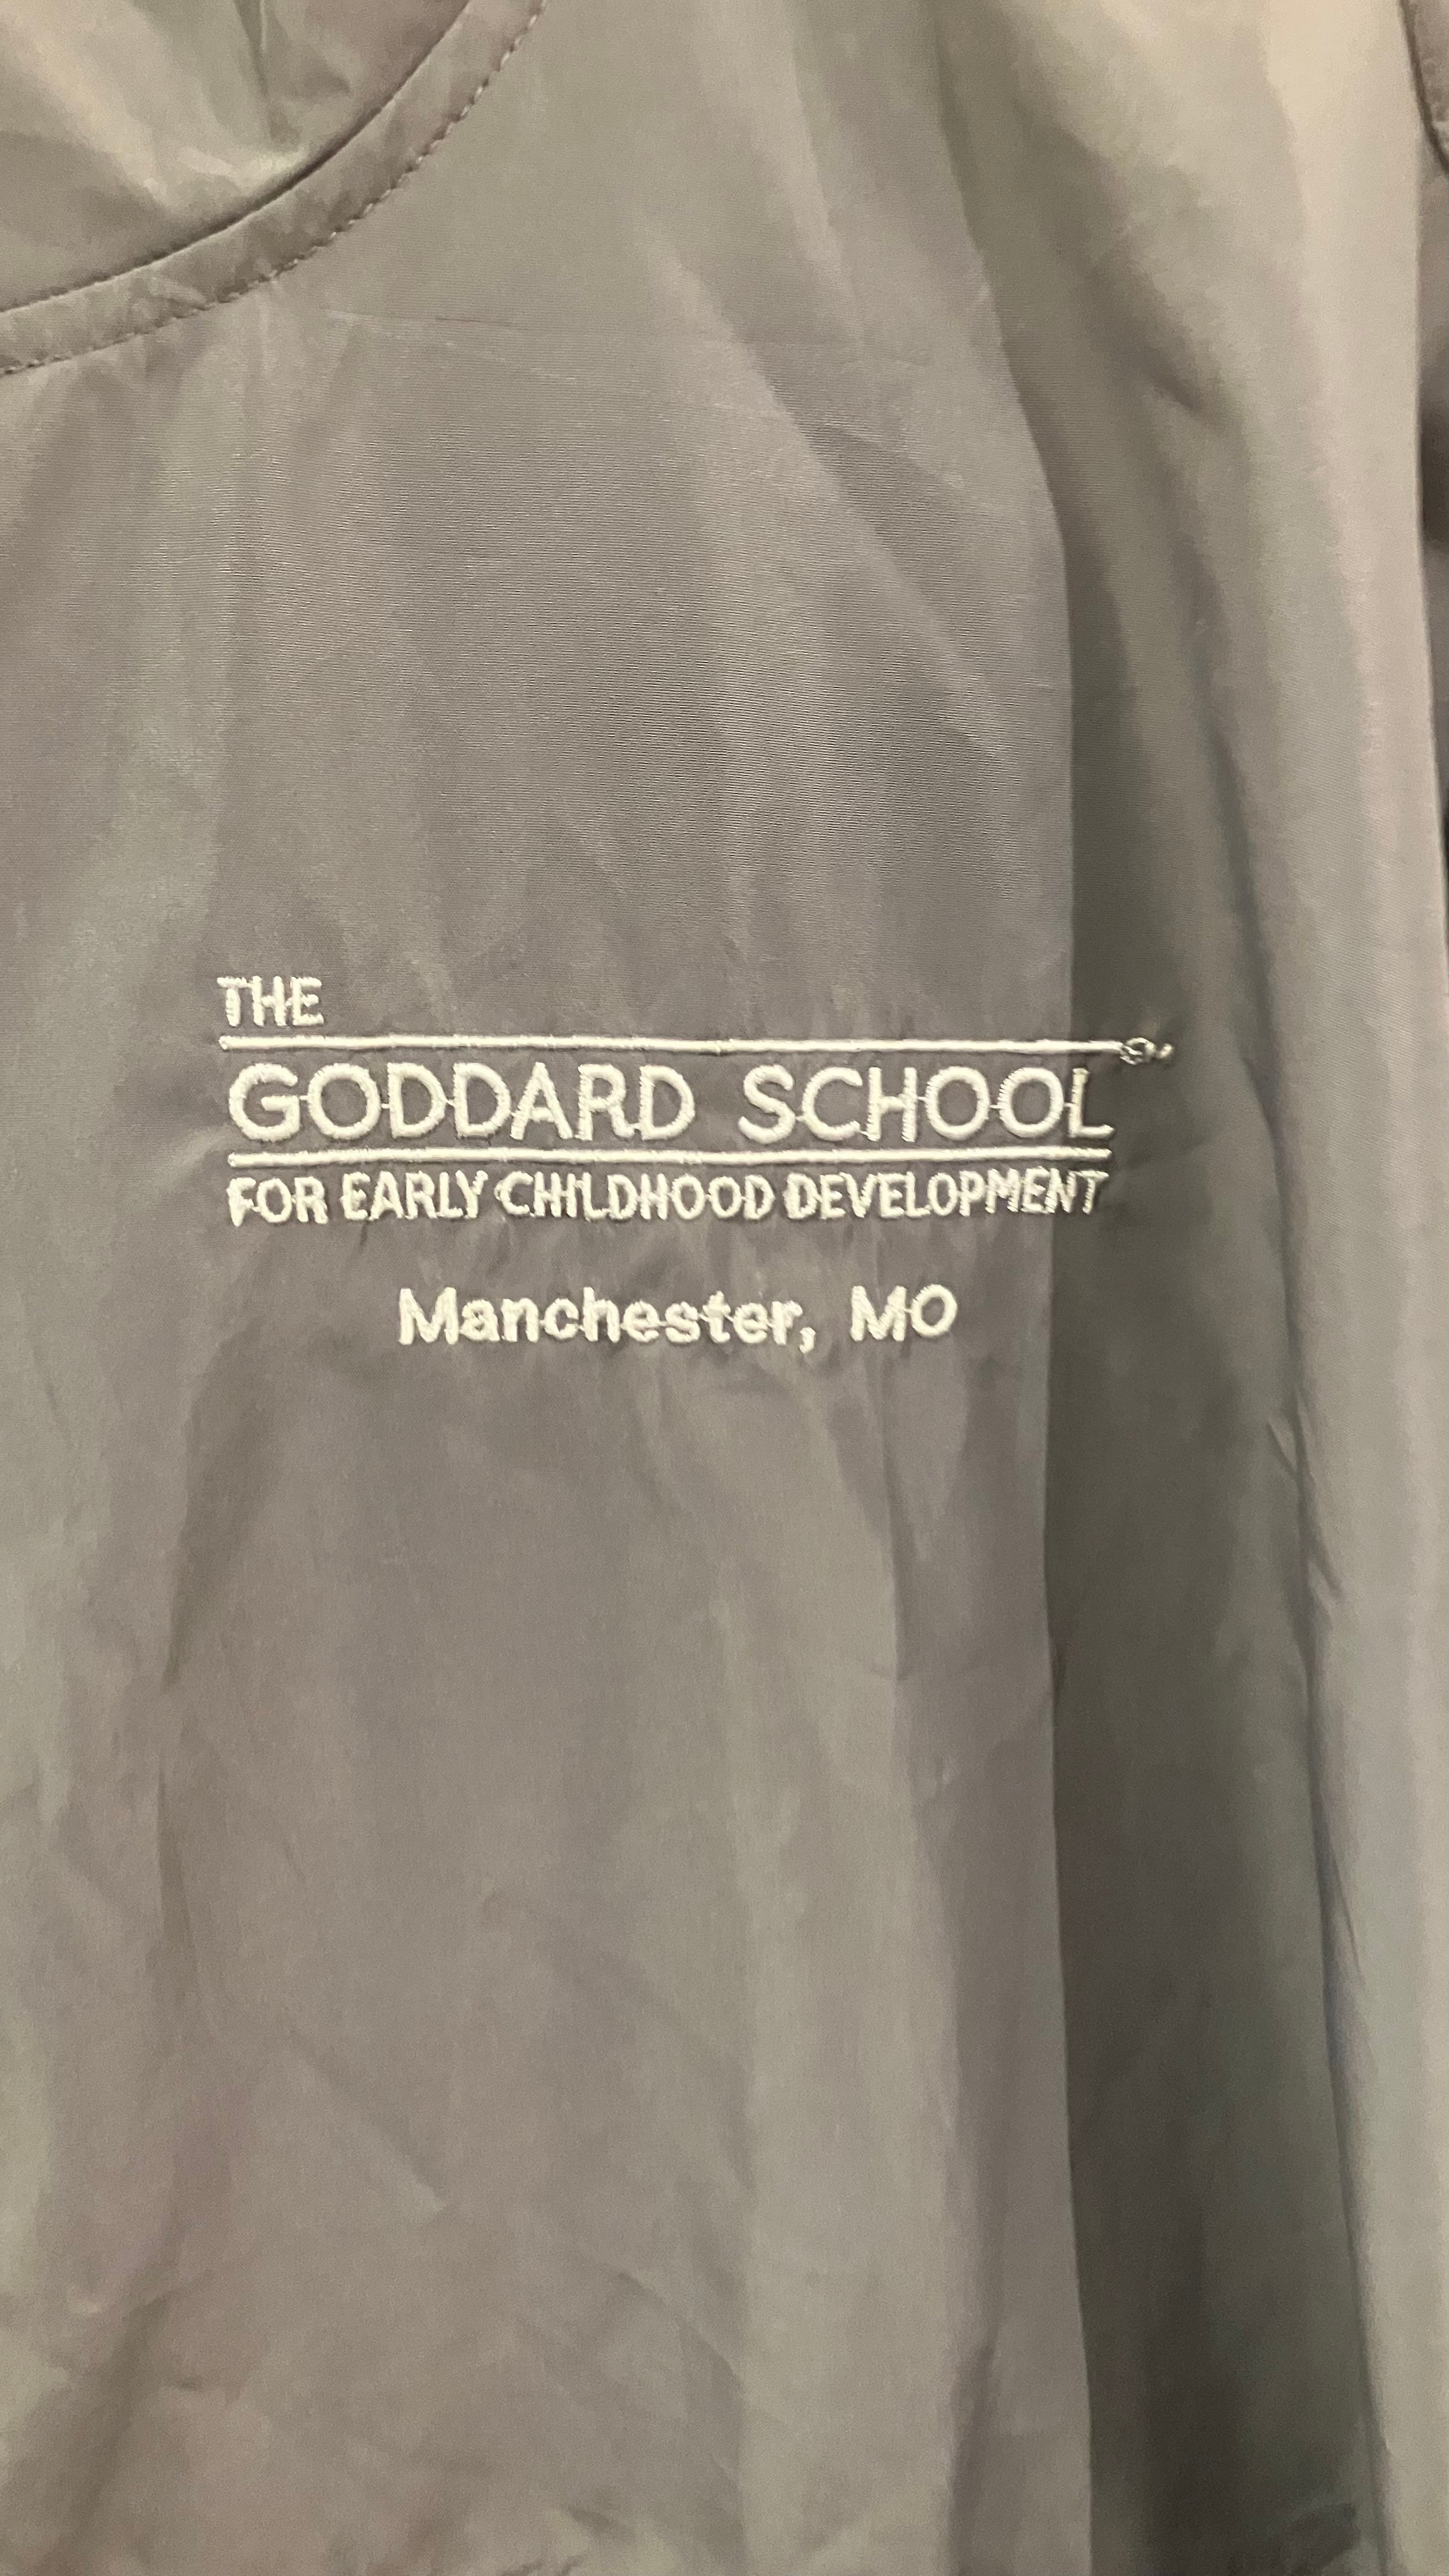 THE
GODDARD SCHOOL
FOR EARLY CHILDHOOD DEVELOPMENT
Manchester, MO